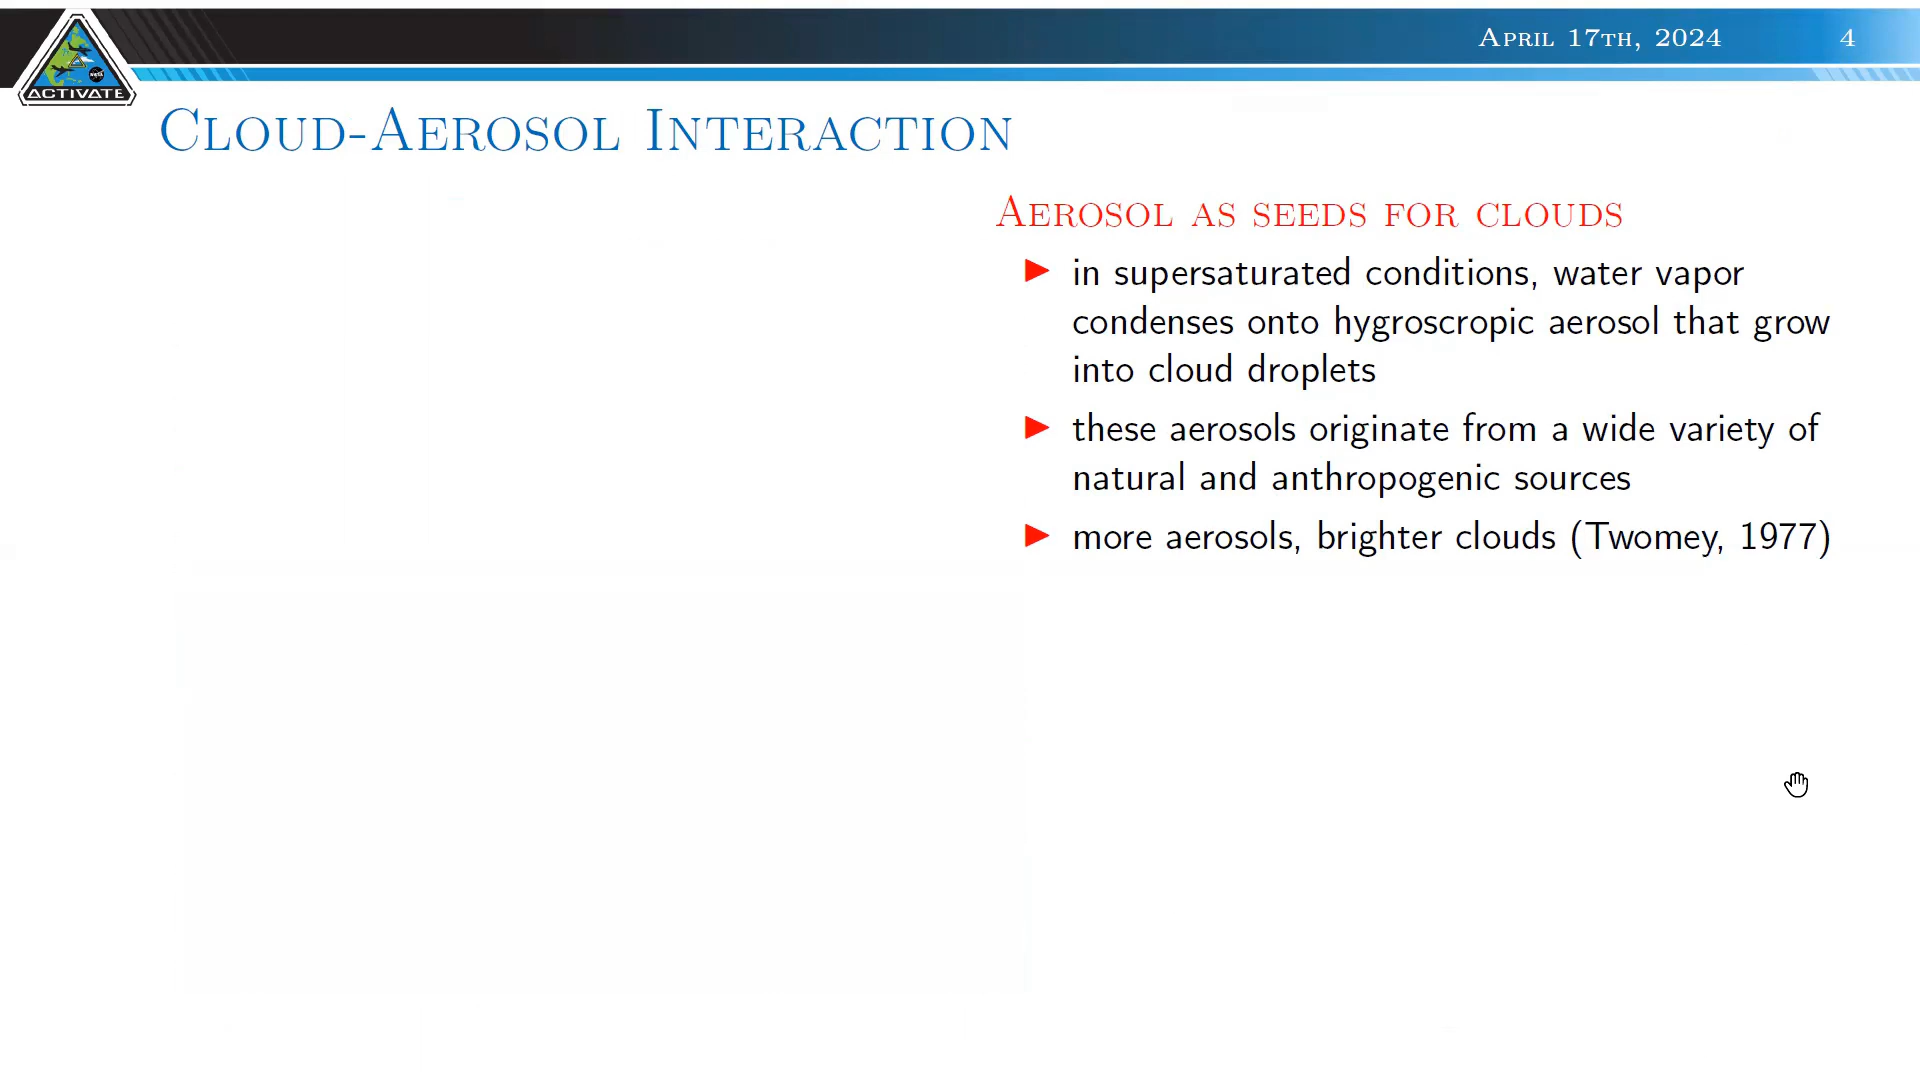 April 17th, 2024 4
ACTIVATE
NASA
Cloud-Aerosol Interaction
Aerosol as seeds for clouds
in supersaturated conditions, water vapor
condenses onto hygroscropic aerosol that grow
into cloud droplets
these aerosols originate from a wide variety of
natural and anthropogenic sources
more aerosols, brighter clouds (Twomey, 1977)